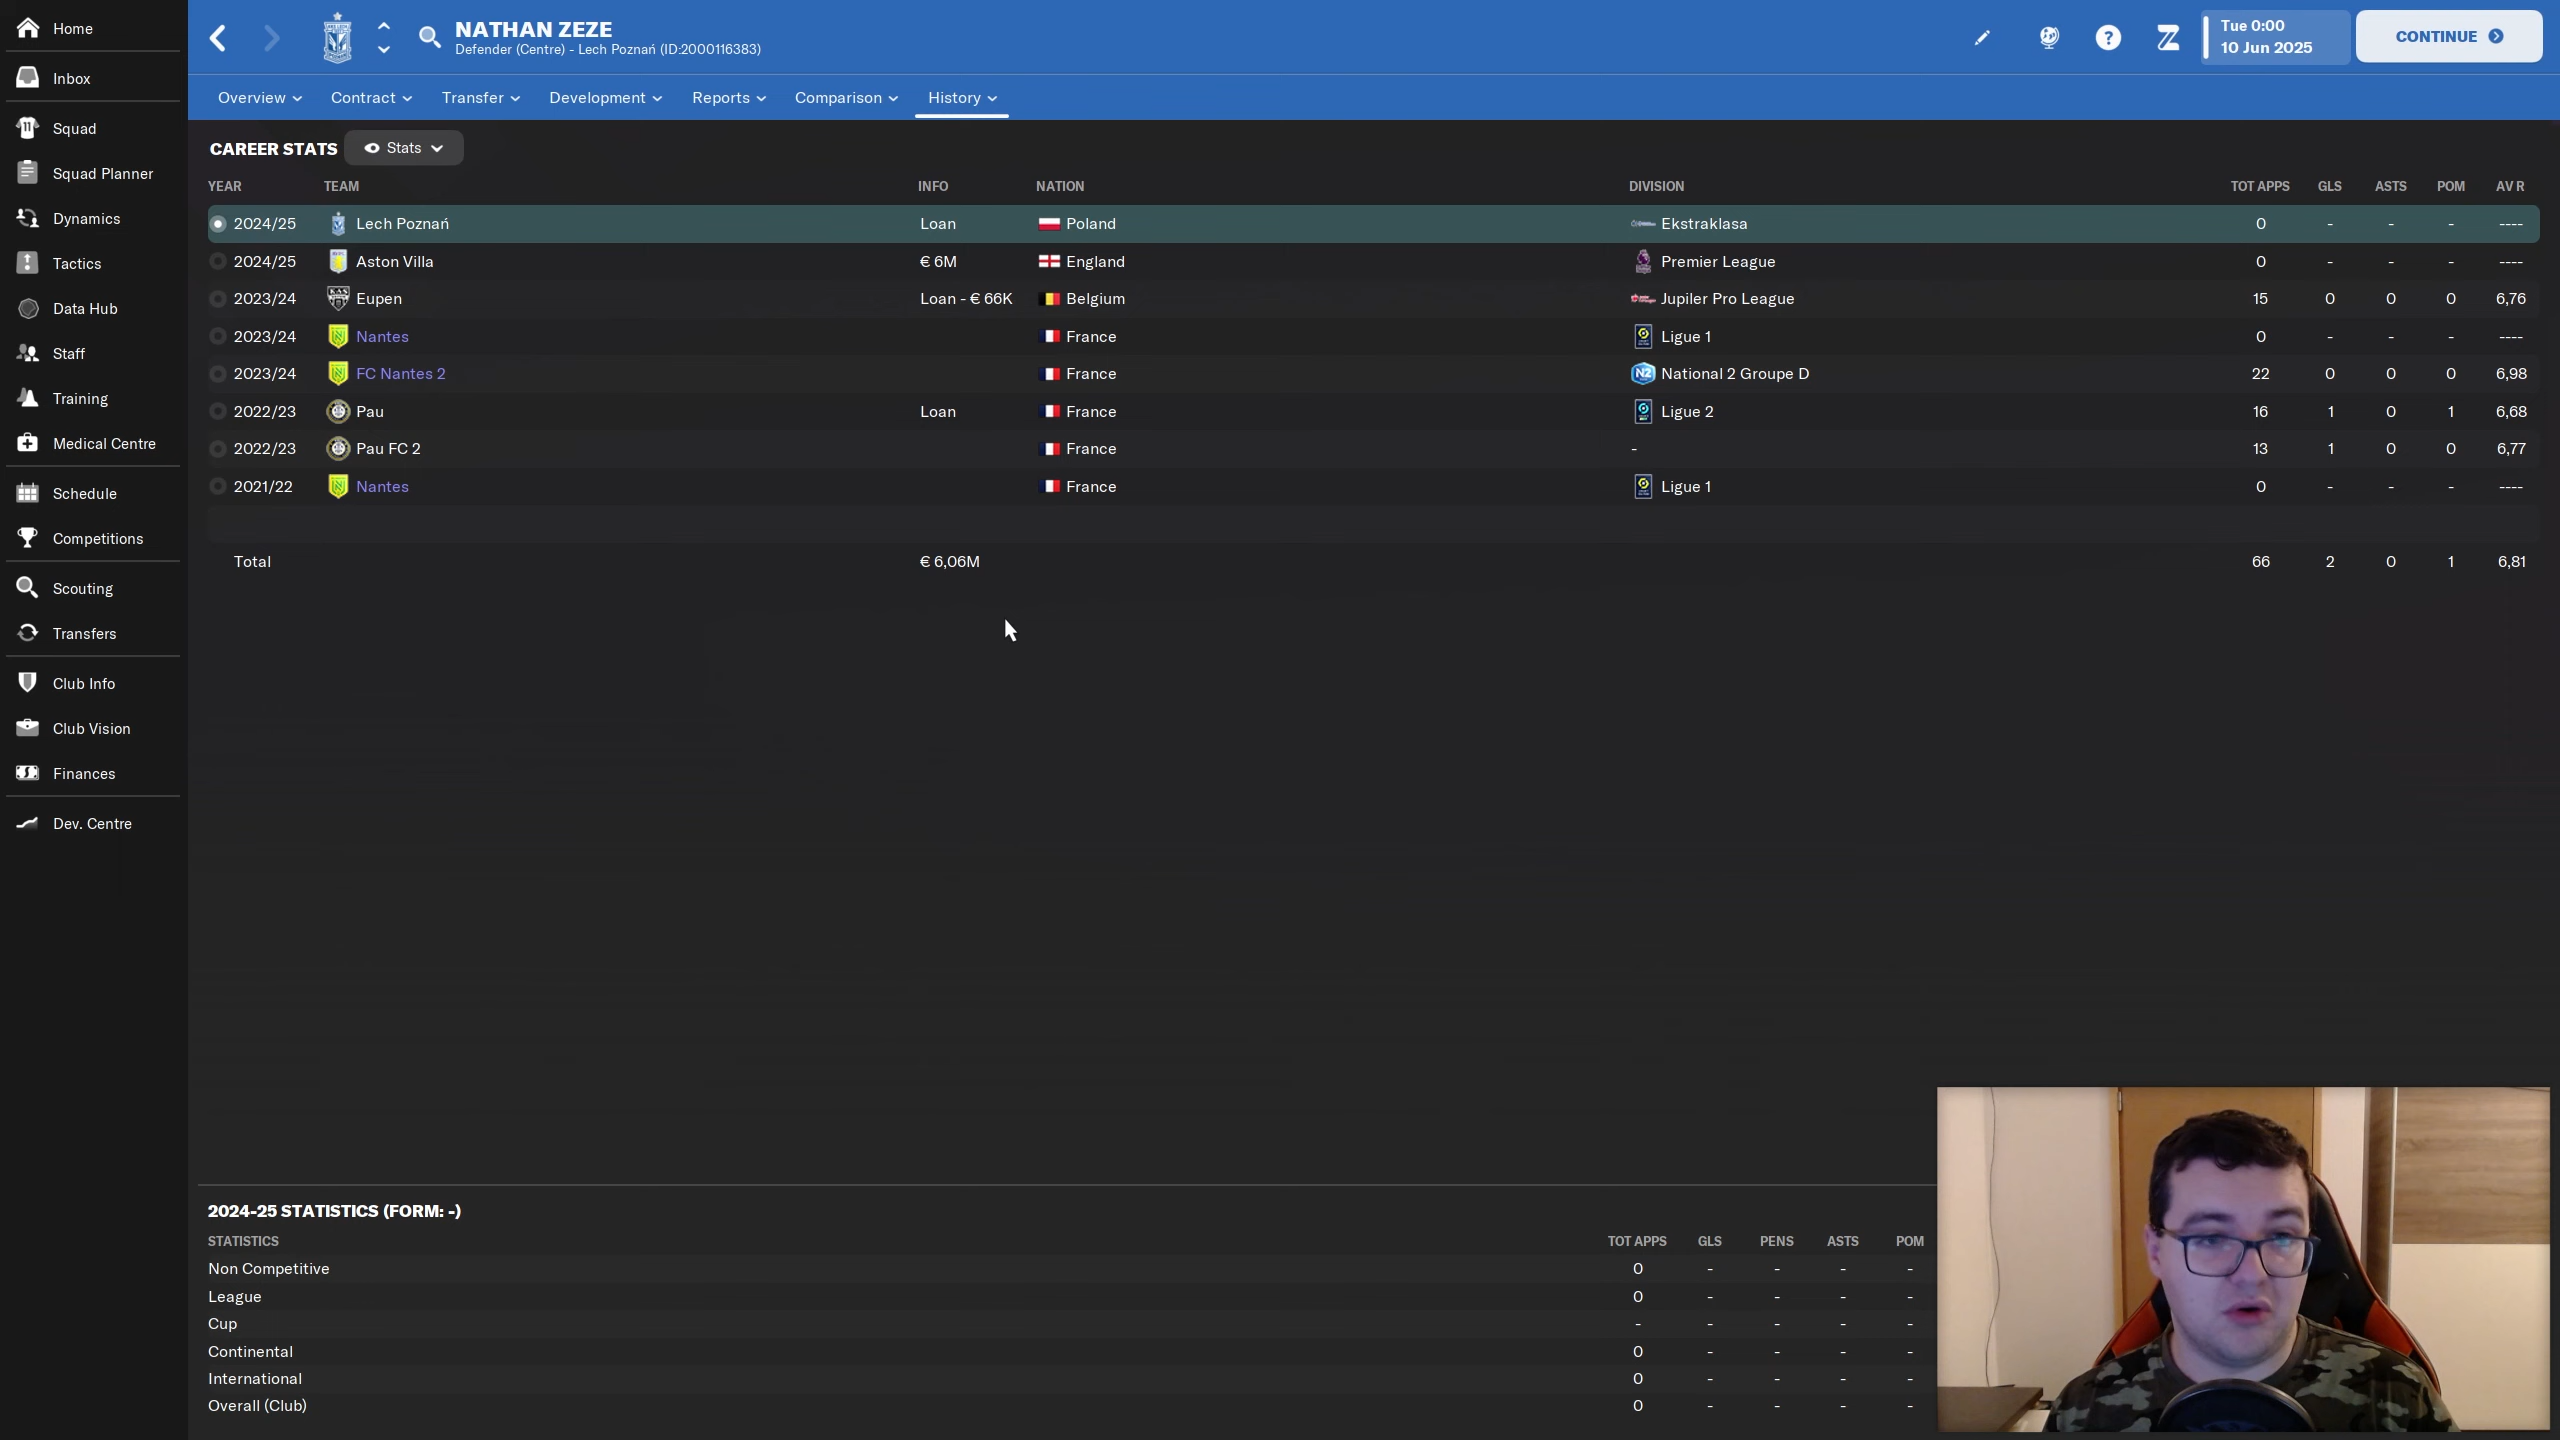 Home
Inbox
Squad
Squad Planner
Dynamics
Tactics
Data Hub
Staff
Training
Medical Centre
Schedule
Competitions
Scouting
Transfers
Club Info
Club Vision
Finances
Dev. Centre
NATHAN ZEZE
Defender (Centre) - Lech Poznań (ID:2000116383)
Tue 0:00
10 Jun 2025
CONTINUE
Overview Contract Transfer Development Reports Comparison History
CAREER STATS Stats
YEAR TEAM INFO NATION DIVISION TOT APPS GLS ASTS POM AV R
2024/25 Lech Poznań Loan Poland Ekstraklasa 0 - - - ----
2024/25 Aston Villa € 6M England Premier League 0 - - - ----
2023/24 Eupen Loan - € 66K Belgium Jupiler Pro League 15 0 0 0 6,76
2023/24 Nantes France Ligue 1 0 - - - ----
2023/24 FC Nantes 2 France National 2 Groupe D 22 0 0 0 6,98
2022/23 Pau Loan France Ligue 2 16 1 0 1 6,68
2022/23 Pau FC 2 France - 13 1 0 0 6,77
2021/22 Nantes France Ligue 1 0 - - - ----
Total € 6,06M 66 2 0 1 6,81
2024-25 STATISTICS (FORM: -)
STATISTICS TOT APPS GLS PENS ASTS POM
Non Competitive 0 - - - -
League 0 - - - -
Cup - - - - -
Continental 0 - - - -
International 0 - - - -
Overall (Club) 0 - - - -